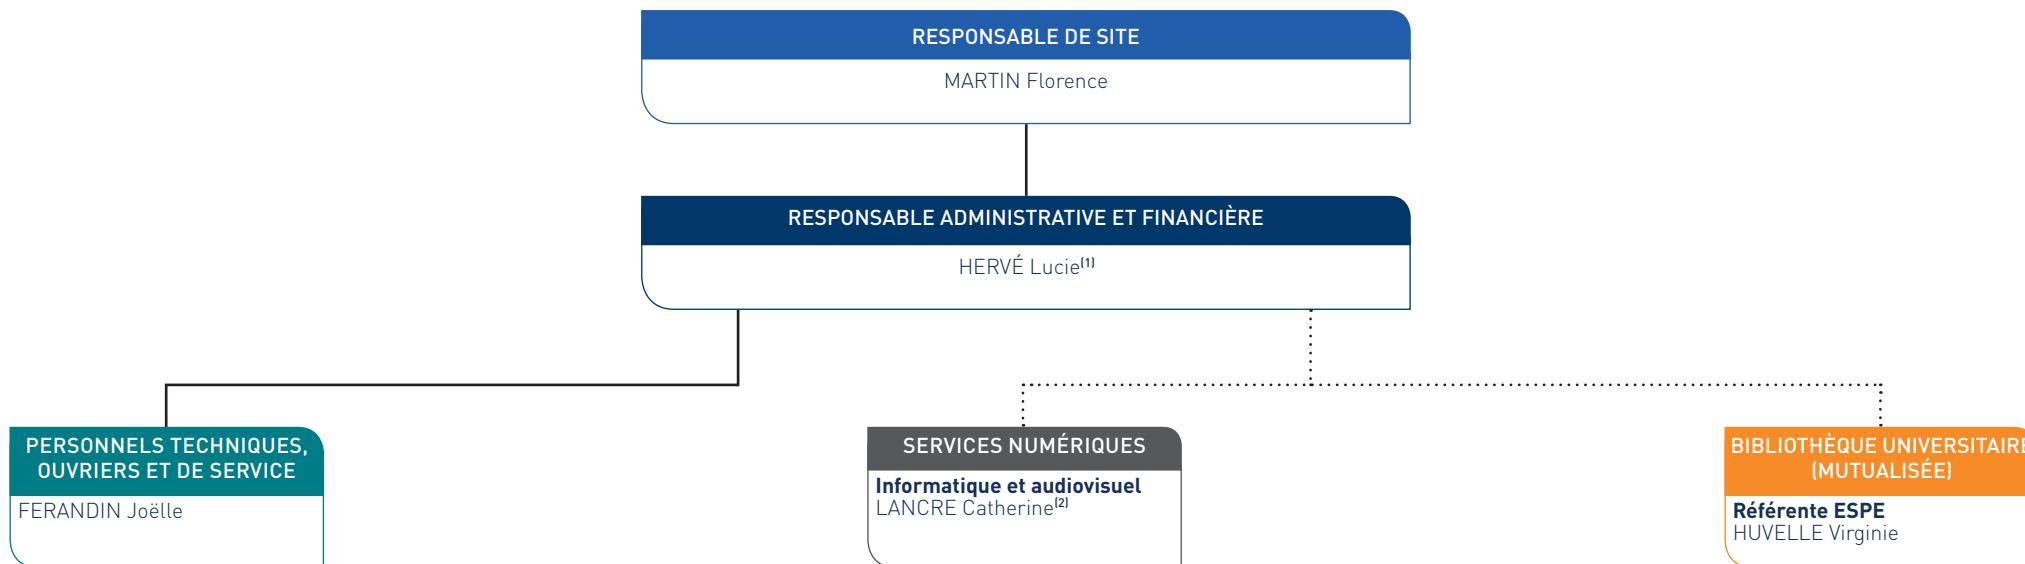 RESPONSABLE DE SITE
MARTIN Florence
RESPONSABLE ADMINISTRATIVE ET FINANCIÈRE
HERVÉ Lucie(1)
PERSONNELS TECHNIQUES,
OUVRIERS ET DE SERVICE
FERANDIN Joëlle
SERVICES NUMÉRIQUES
Informatique et audiovisuel
LANCRE Catherine(2)
BIBLIOTHÈQUE UNIVERSITAIRE
(MUTUALISÉE)
Référente ESPE
HUVELLE Virginie